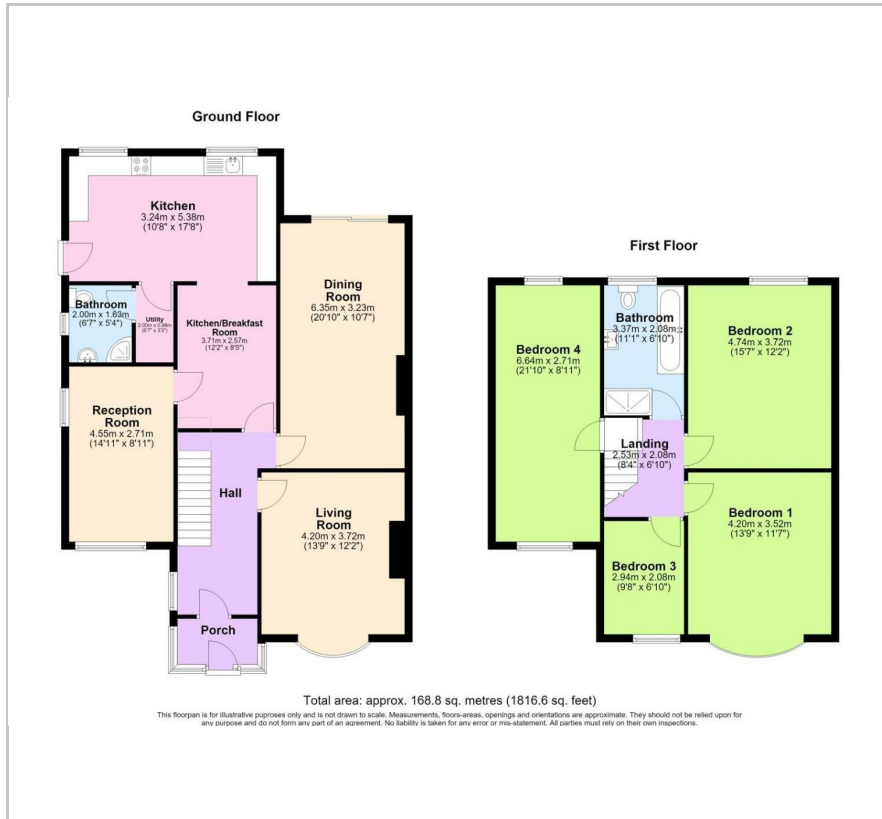 Ground Floor
Kitchen
3.24m x 5.38m
(10'8" x 17'8")
Dining
Room
6.35m x 3.23m
(20'10" x 10'7")
Bathroom
2.00m x 1.63m
(6'7" x 5'4")
Utility
2.00m x 0.98m
(6'7" x 3'2")
Kitchen/Breakfast
Room
3.71m x 2.57m
(12'2" x 8'5")
Reception
Room
4.55m x 2.71m
(14'11" x 8'11")
Hall
Living
Room
4.20m x 3.72m
(13'9" x 12'2")
Porch
First Floor
Bathroom
3.37m x 2.08m
(11'1" x 6'10")
Bedroom 2
4.74m x 3.72m
(15'7" x 12'2")
Bedroom 4
6.64m x 2.71m
(21'10" x 8'11")
Landing
2.53m x 2.08m
(8'4" x 6'10")
Bedroom 1
4.20m x 3.52m
(13'9" x 11'7")
Bedroom 3
2.94m x 2.08m
(9'8" x 6'10")
Total area: approx. 168.8 sq. metres (1816.6 sq. feet)
This floorpan is for illustrative puproses only and is not drawn to scale. Measurements, floors-areas, openings and orientations are approximate. They should not be relied upon for
any purpose and do not form any part of an agreement. No liability is taken for any error or mis-statement. All parties must rely on their own inspections.